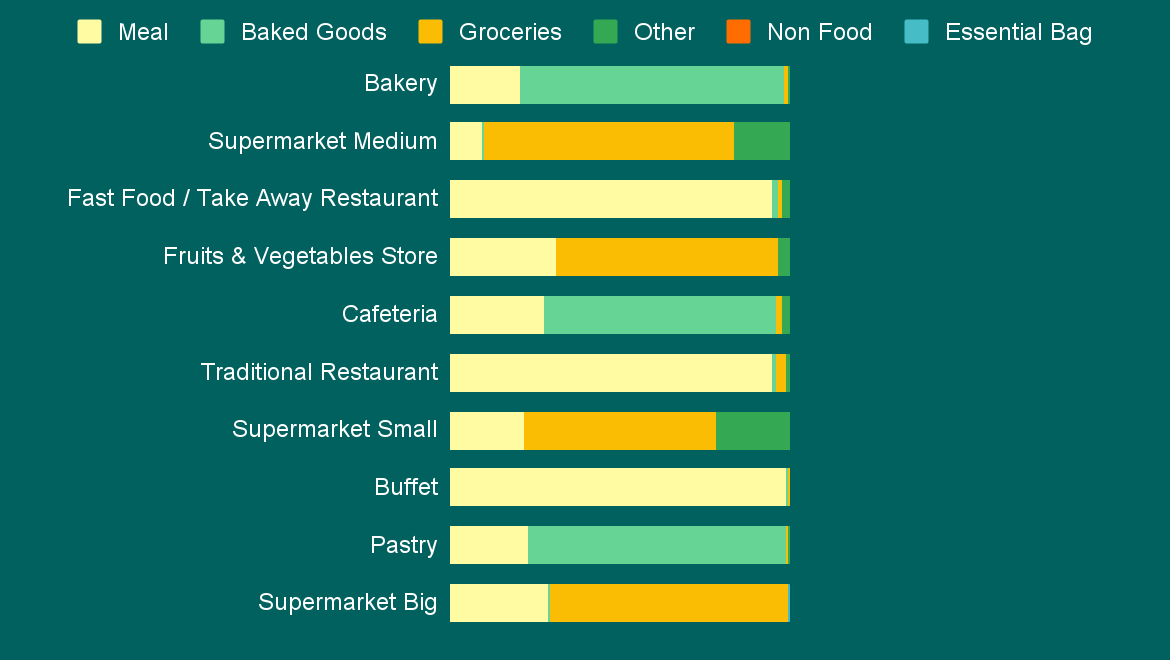 Meal Baked Goods Groceries Other Non Food Essential Bag
Bakery
Supermarket Medium
Fast Food / Take Away Restaurant
Fruits & Vegetables Store
Cafeteria
Traditional Restaurant
Supermarket Small
Buffet
Pastry
Supermarket Big